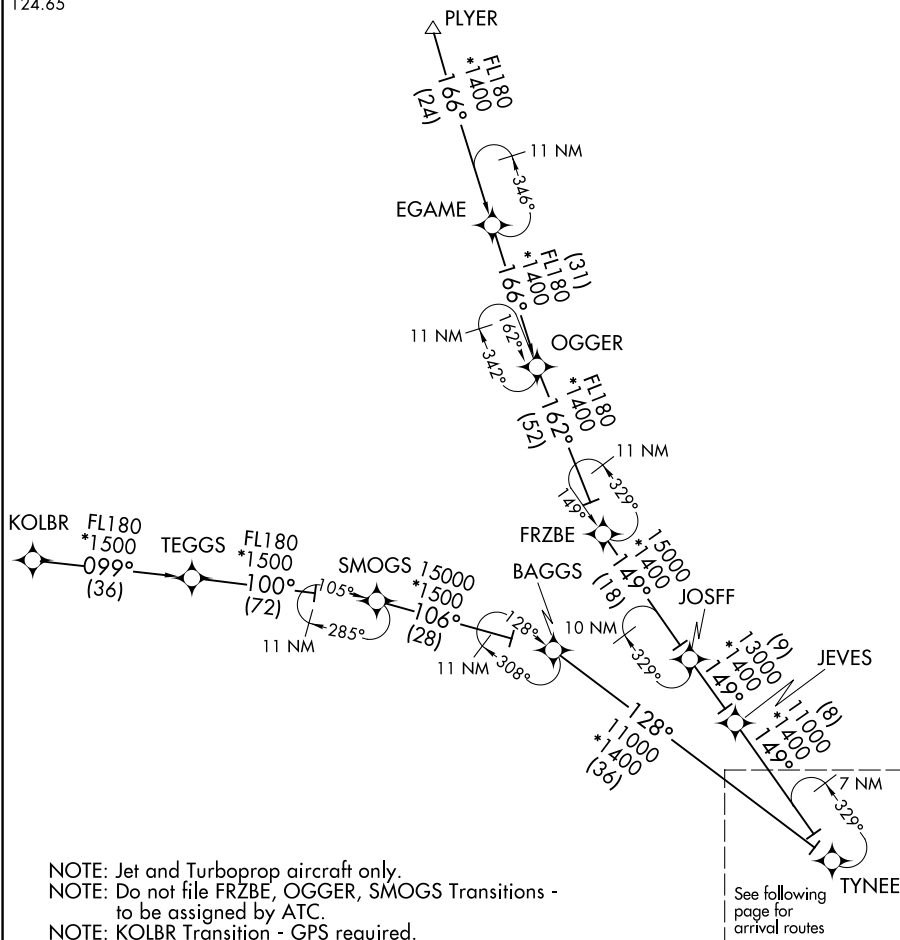 124.65
PLYER
FL180
*1400
166°
(24)
11 NM
346°
EGAME
(31)
FL180
*1400
166°
11 NM
162°
342°
OGGER
FL180
*1400
162°
(52)
11 NM
329°
149°
FRZBE
15000
*1400
149°
(18)
KOLBR
FL180
*1500
099°
(36)
TEGGS
FL180
*1500
100°
(72)
SMOGS
105°
285°
11 NM
15000
*1500
106°
(28)
BAGGS
128°
308°
11 NM
JOSFF
10 NM
329°
(9)
13000
*1400
149°
JEVES
(8)
11000
*1400
149°
128°
11000
*1400
(36)
7 NM
329°
TYNEE
See following
page for
arrival routes
NOTE: Jet and Turboprop aircraft only.
NOTE: Do not file FRZBE, OGGER, SMOGS Transitions -
to be assigned by ATC.
NOTE: KOLBR Transition - GPS required.